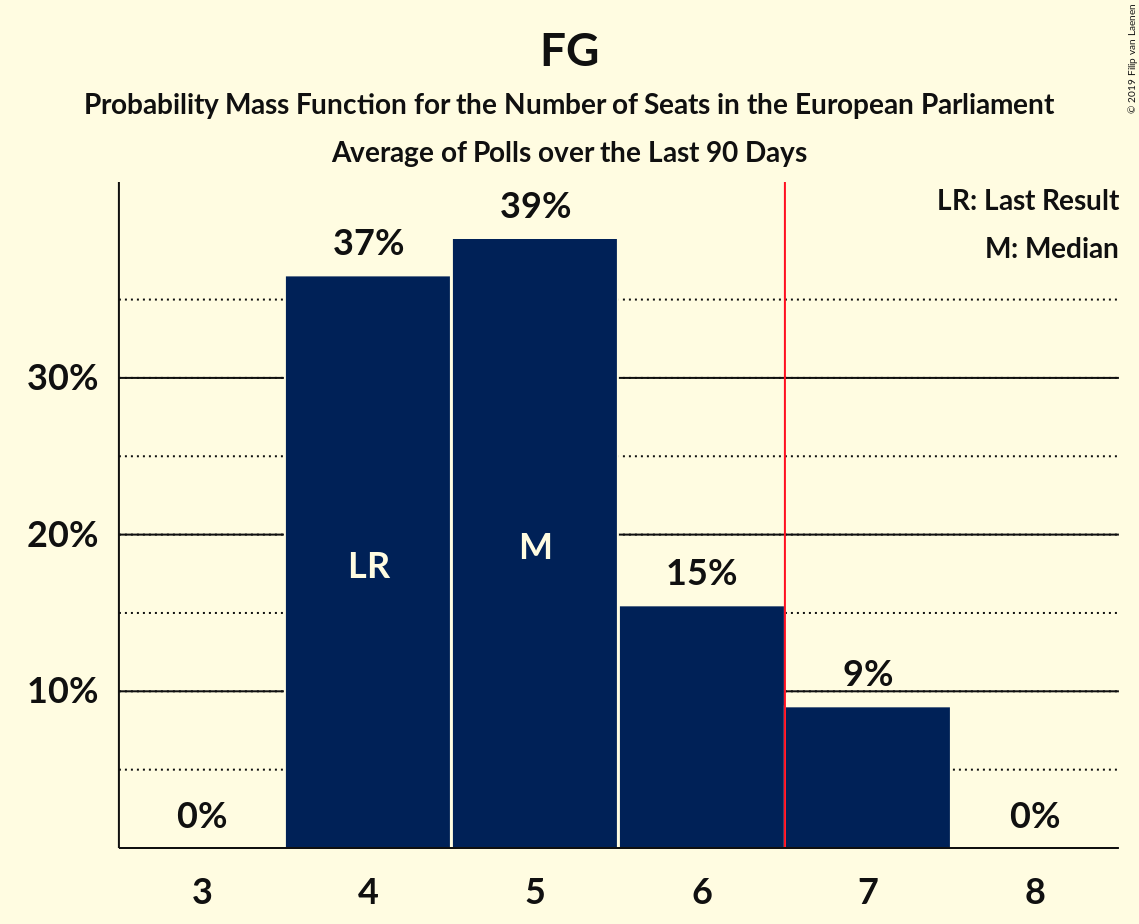 FG
Probability Mass Function for the Number of Seats in the European Parliament
Average of Polls over the Last 90 Days
© 2019 Filip van Laenen
LR: Last Result
M: Median
39%
37%
30%
20%
10%
LR
M
15%
9%
0%
0%
3 4 5 6 7 8